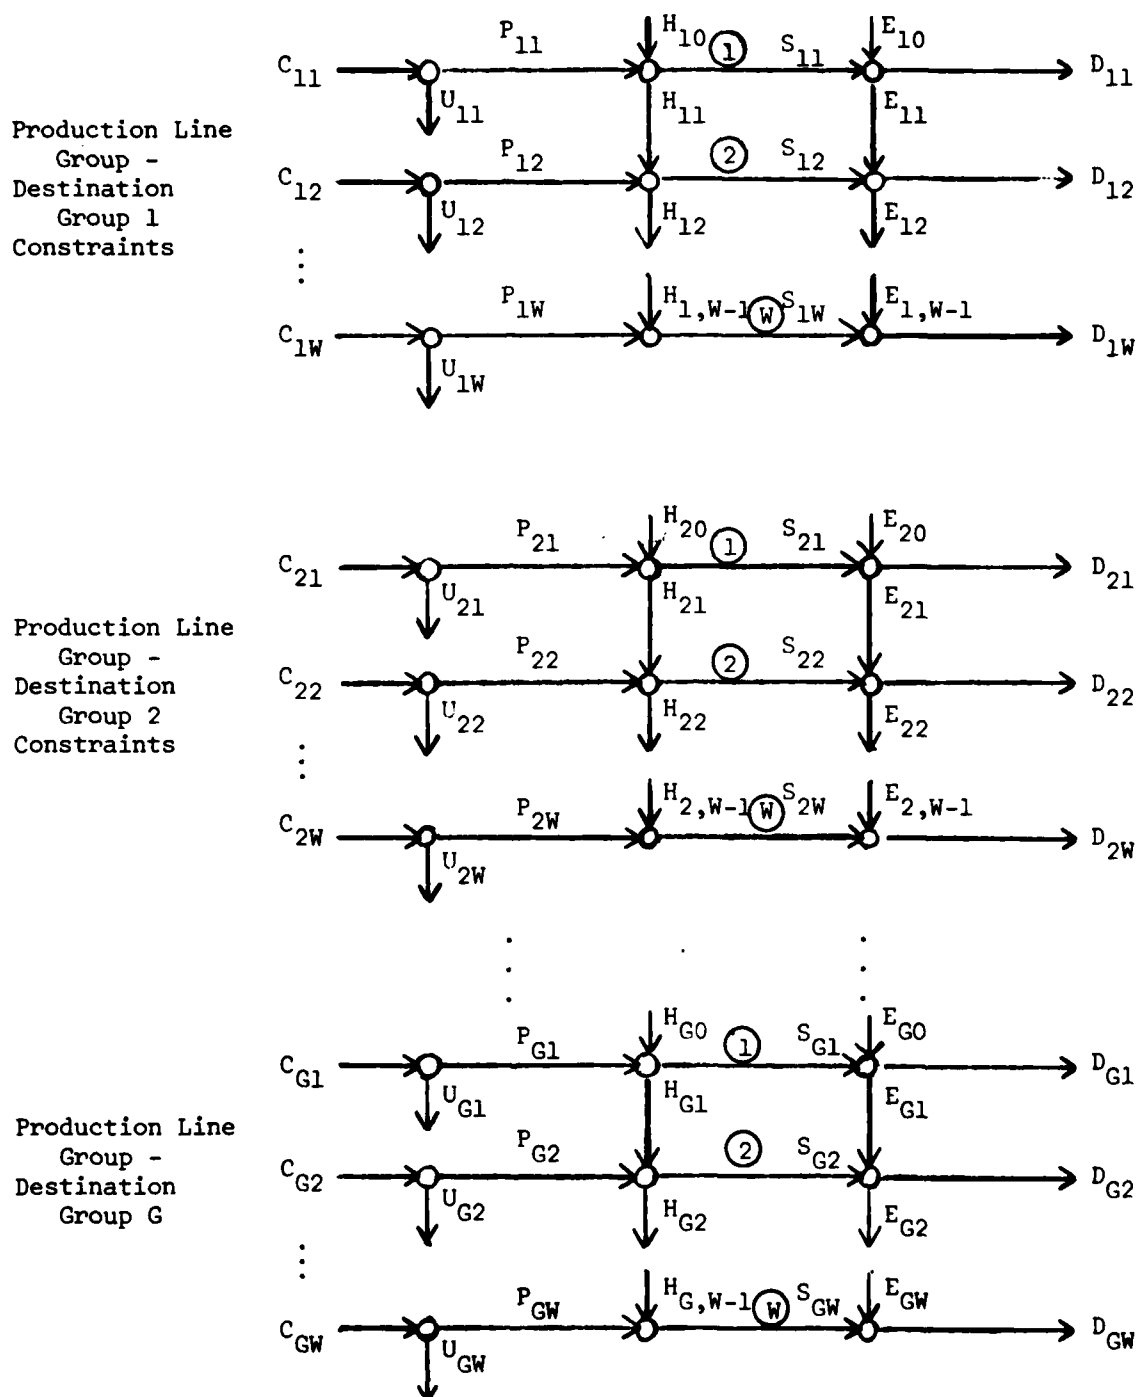 P11 H10 ① S11 E10
C11 D11
U11 H11 E11
Production Line
Group -
Destination
Group 1
Constraints
P12 ② S12
C12 D12
U12 H12 E12
P1W H1,W-1 Ⓦ S1W E1,W-1
C1W D1W
U1W
P21 H20 ① S21 E20
C21 D21
U21 H21 E21
Production Line
Group -
Destination
Group 2
Constraints
P22 ② S22
C22 D22
U22 H22 E22
P2W H2,W-1 Ⓦ S2W E2,W-1
C2W D2W
U2W
PG1 HG0 ① SG1 EG0
CG1 DG1
UG1 HG1 EG1
Production Line
Group -
Destination
Group G
PG2 ② SG2
CG2 DG2
UG2 HG2 EG2
PGW HG,W-1 Ⓦ SGW EGW
CGW DGW
UGW